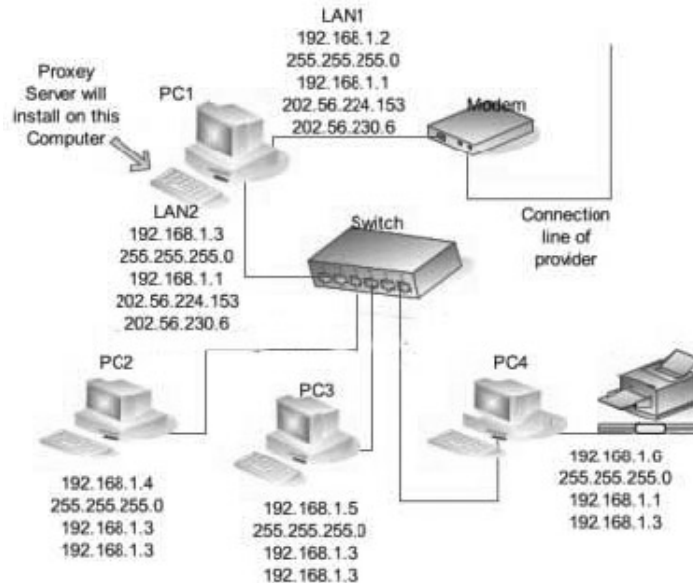 LAN1
192.168.1.2
255.255.255.0
192.168.1.1
202.56.224.153
202.56.230.6
Proxey
Server will
install on this
Computer
PC1
Modem
LAN2
192.168.1.3
255.255.255.0
192.168.1.1
202.56.224.153
202.56.230.6
Switch
Connection
line of
provider
PC2
192.168.1.4
255.255.255.0
192.168.1.3
192.168.1.3
PC3
192.168.1.5
255.255.255.0
192.168.1.3
192.168.1.3
PC4
192.168.1.6
255.255.255.0
192.168.1.1
192.168.1.3